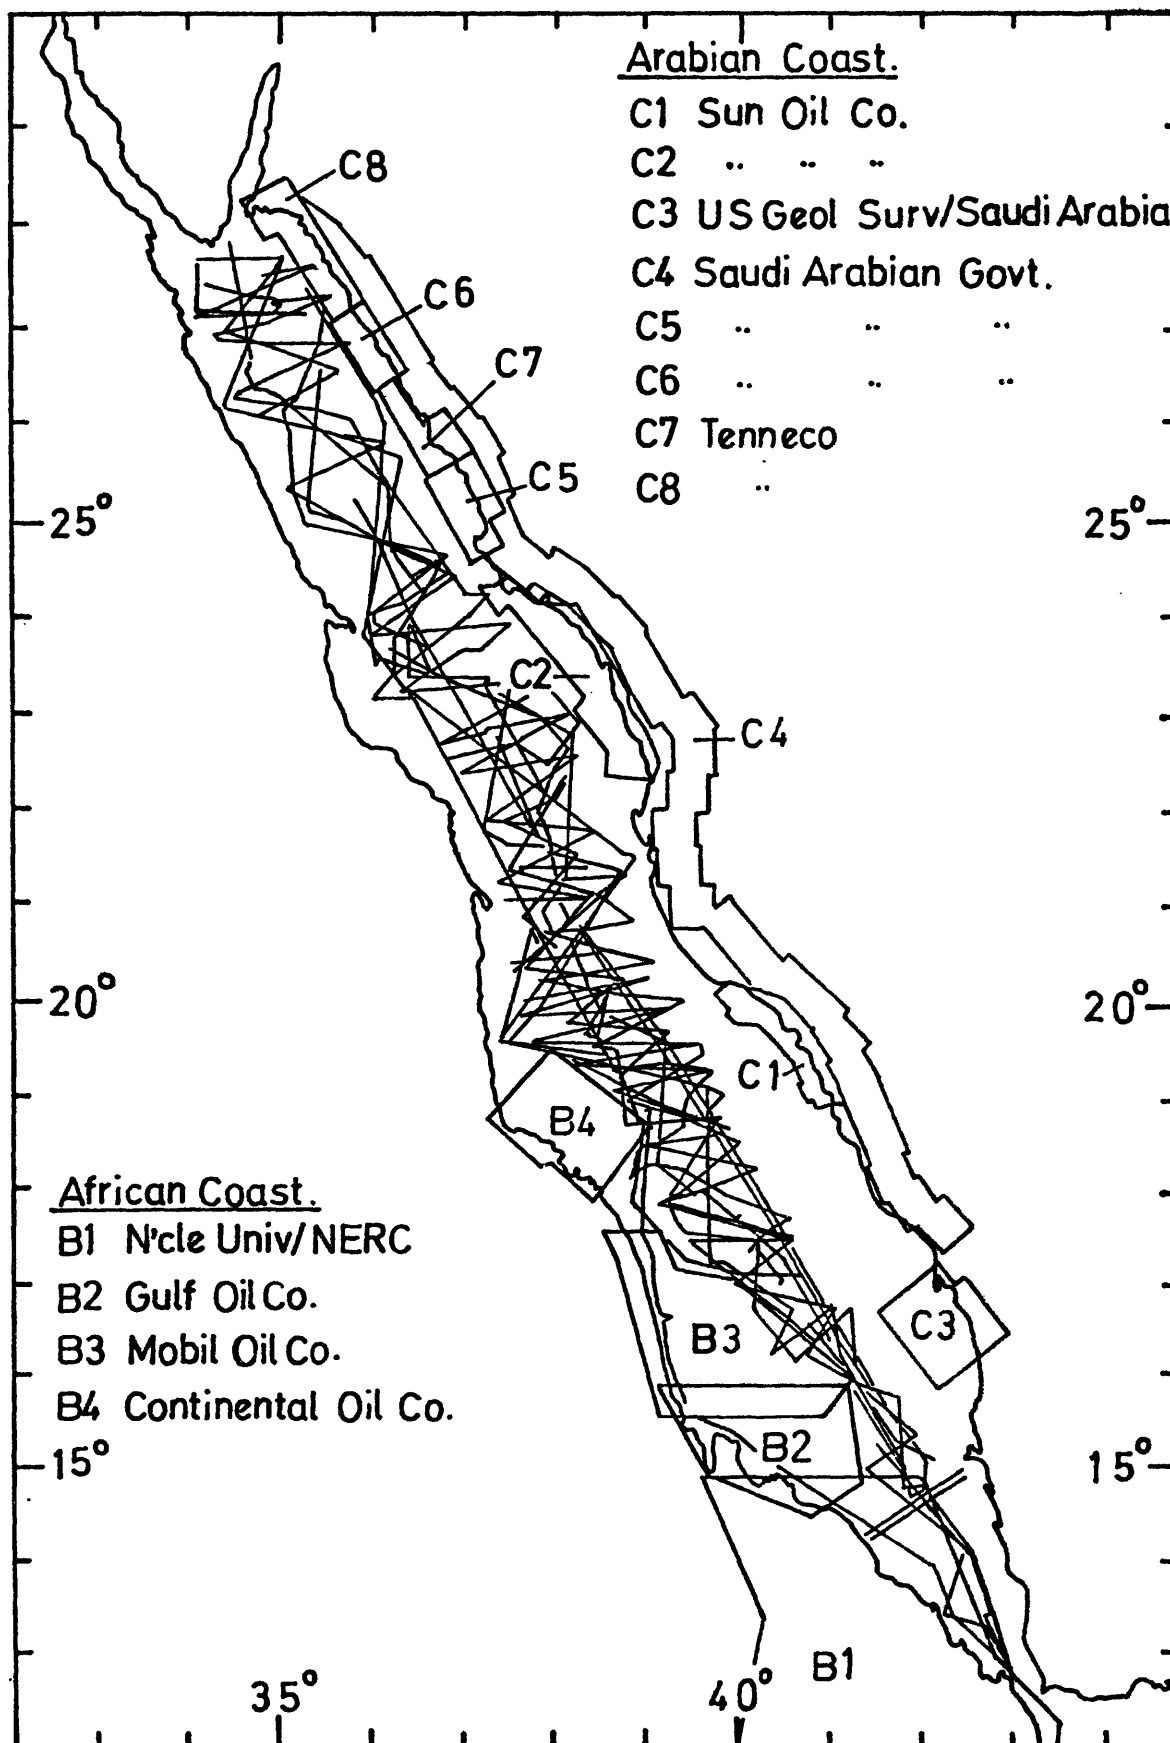 Arabian Coast.
C1 Sun Oil Co.
C2 " " "
C3 US Geol Surv/Saudi Arabia
C4 Saudi Arabian Govt.
C5 " " "
C6 " " "
C7 Tenneco
C8 "
C8
C6
C7
C5
25° 25°
C2
C4
20° 20°
C1
B4
African Coast.
B1 N'cle Univ/NERC
B2 Gulf Oil Co.
B3 Mobil Oil Co.
B4 Continental Oil Co.
C3
B3
B2
15° 15°
B1
35° 40°